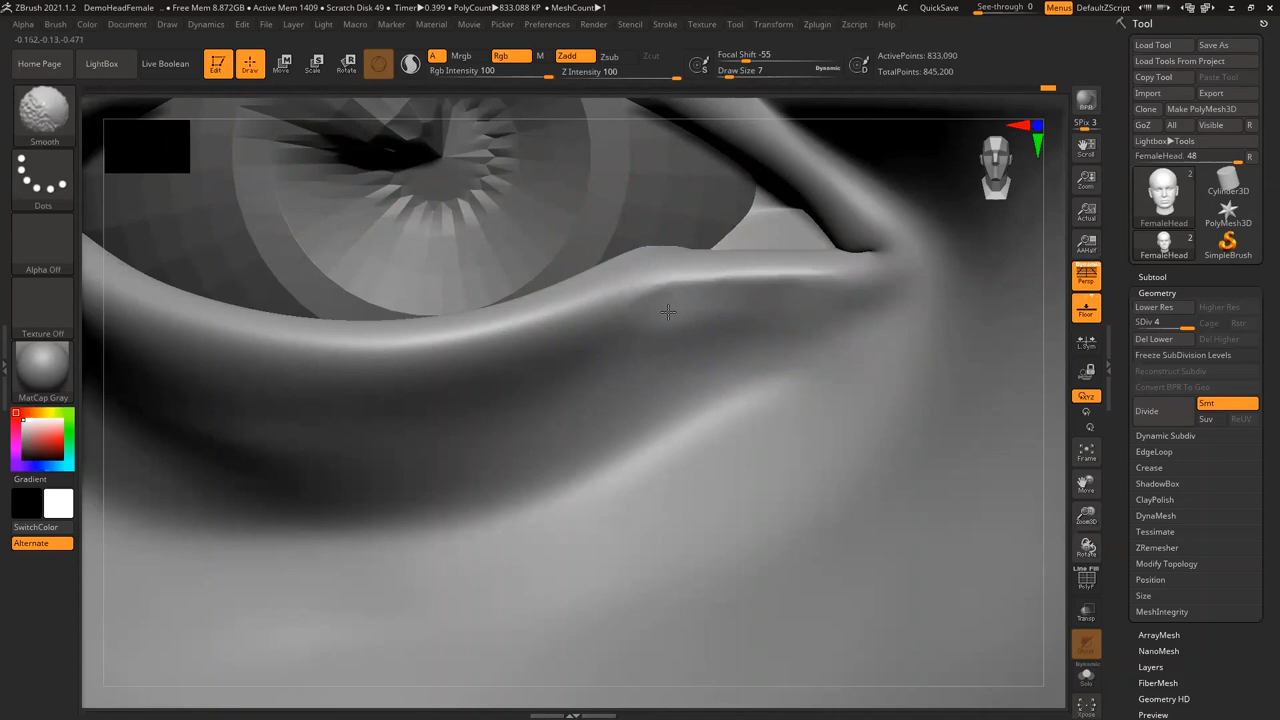 ZBrush 2021.1.2 DemoHeadFemale .. • Free Mem 8.872GB • Active Mem 1409 • Scratch Disk 49 • Timer▶0.399 • PolyCount▶833.088 KP • MeshCount▶1 AC QuickSave See-through 0 Menus DefaultZScript
Alpha Brush Color Document Draw Dynamics Edit File Layer Light Macro Marker Material Movie Picker Preferences Render Stencil Stroke Texture Tool Transform Zplugin Zscript Help
-0.162,-0.13,-0.471
Home Page LightBox Live Boolean Edit Draw Move Scale Rotate
A Mrgb Rgb M Zadd Zsub Zcut
Rgb Intensity 100 Z Intensity 100
Focal Shift -55
Draw Size 7 Dynamic
S D
ActivePoints: 833,090
TotalPoints: 845,200
Smooth
Dots
Alpha Off
Texture Off
MatCap Gray
Gradient
SwitchColor
Alternate
BPR
SPix 3
Scroll
Zoom
Actual
AAHalf
Dynamic
Persp
Floor
L.Sym
XYZ
Frame
Move
Zoom3D
Rotate
Line Fill
PolyF
Transp
Dynamic
Solo
Xpose
Tool
Load Tool Save As
Load Tools From Project
Copy Tool Paste Tool
Import Export
Clone Make PolyMesh3D
GoZ All Visible R
Lightbox▶Tools
FemaleHead. 48 R
2
FemaleHead Cylinder3D
PolyMesh3D
2
FemaleHead SimpleBrush
Subtool
Geometry
Lower Res Higher Res
SDiv 4 Cage Rstr
Del Lower Del Higher
Freeze SubDivision Levels
Reconstruct Subdiv
Convert BPR To Geo
Divide Smt
Suv ReUV
Dynamic Subdiv
EdgeLoop
Crease
ShadowBox
ClayPolish
DynaMesh
Tessimate
ZRemesher
Modify Topology
Position
Size
MeshIntegrity
ArrayMesh
NanoMesh
Layers
FiberMesh
Geometry HD
Preview